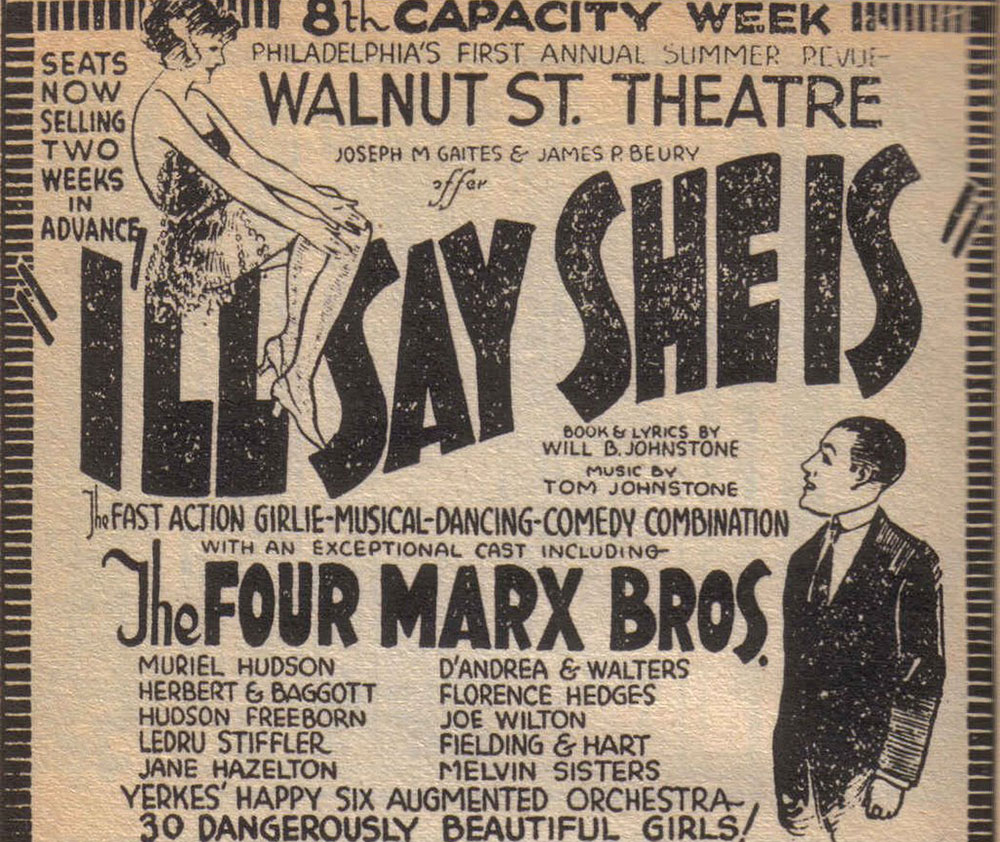 8th CAPACITY WEEK
PHILADELPHIA'S FIRST ANNUAL SUMMER REVUE
WALNUT ST. THEATRE
SEATS
NOW
SELLING
TWO
WEEKS
IN
ADVANCE
JOSEPH M GAITES & JAMES P. BEURY
offer
I'LL SAY SHE IS
BOOK & LYRICS BY
WILL B. JOHNSTONE
MUSIC BY
TOM JOHNSTONE
The FAST ACTION GIRLIE-MUSICAL-DANCING-COMEDY COMBINATION
WITH AN EXCEPTIONAL CAST INCLUDING
The FOUR MARX BROS.
MURIEL HUDSON
HERBERT & BAGGOTT
HUDSON FREEBORN
LEDRU STIFFLER
JANE HAZELTON
D'ANDREA & WALTERS
FLORENCE HEDGES
JOE WILTON
FIELDING & HART
MELVIN SISTERS
YERKES' HAPPY SIX AUGMENTED ORCHESTRA
30 DANGEROUSLY BEAUTIFUL GIRLS!